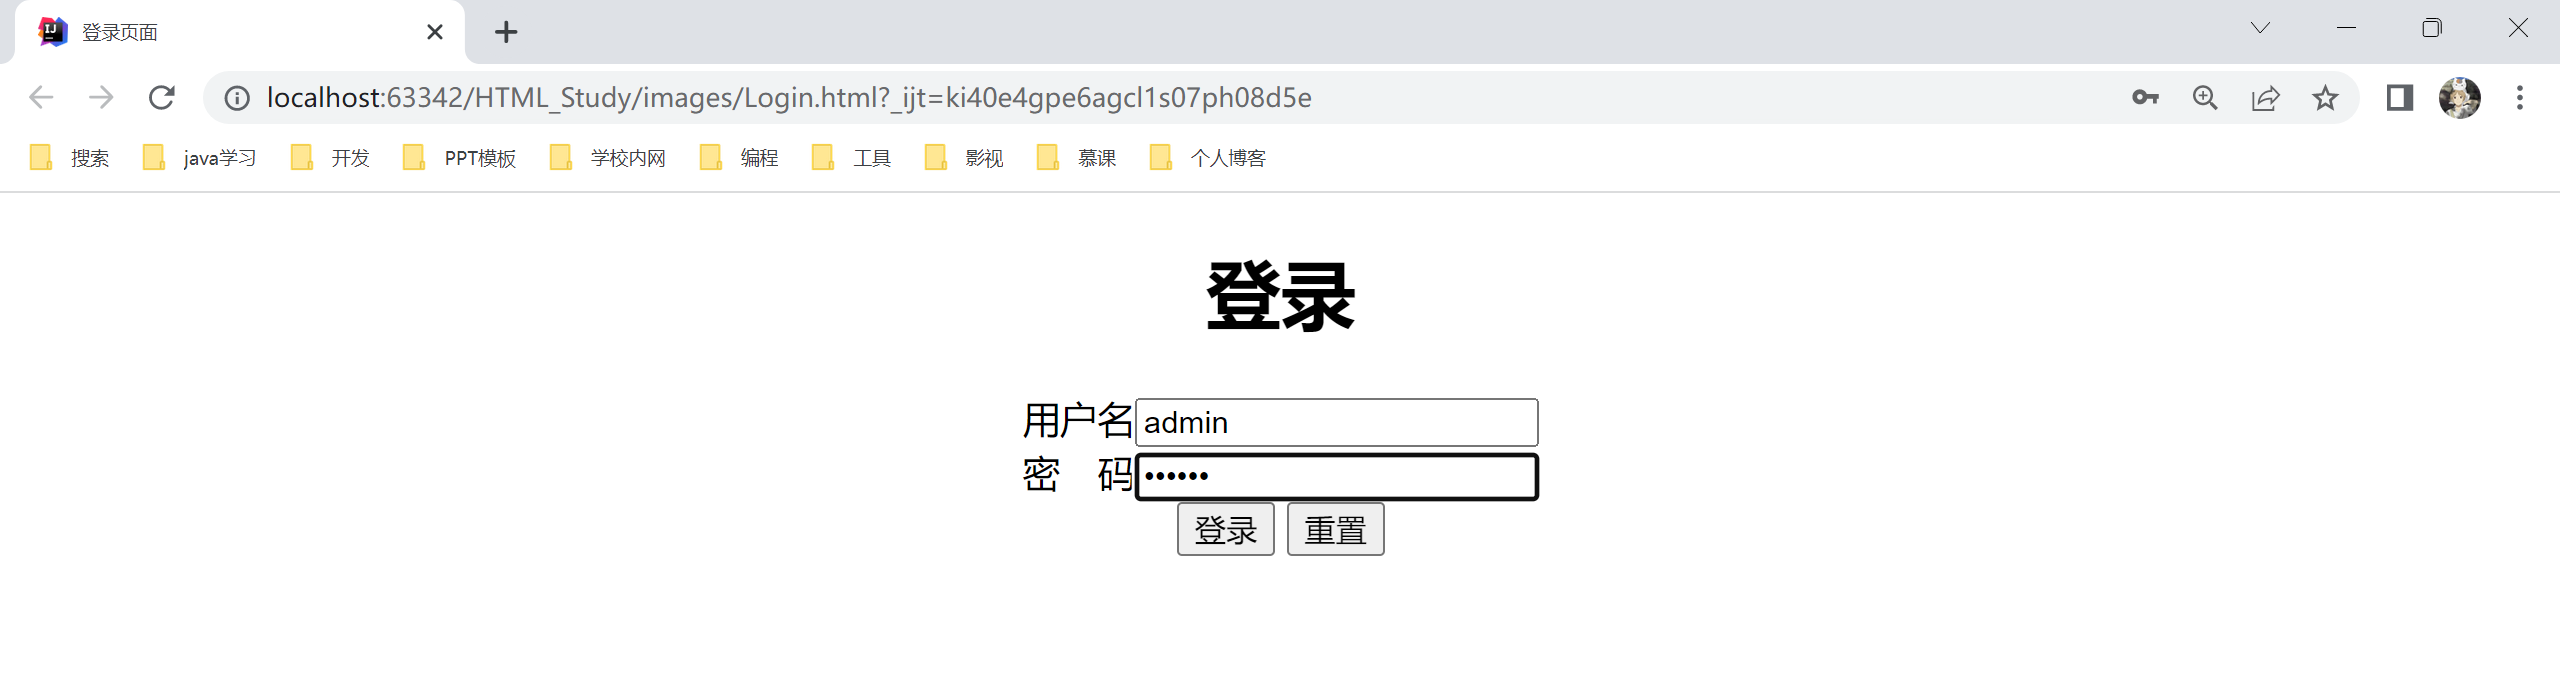 登录页面
localhost:63342/HTML_Study/images/Login.html?_ijt=ki40e4gpe6agcl1s07ph08d5e
搜索 java学习 开发 PPT模板 学校内网 编程 工具 影视 慕课 个人博客
登录
用户名 admin
密 码 ••••••
登录 重置